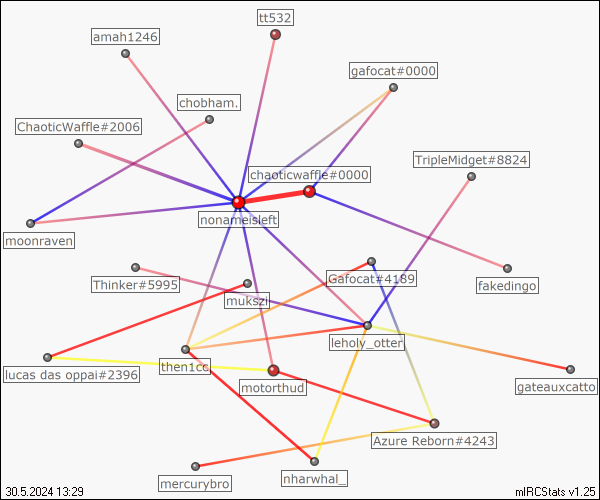 tt532
amah1246
gafocat#0000
chobham.
ChaoticWaffle#2006
TripleMidget#8824
chaoticwaffle#0000
nonameisleft
moonraven
Gafocat#4189
Thinker#5995
fakedingo
mukszi
leholy_otter
then1cc
lucas das oppai#2396
motorthud
gateauxcatto
Azure Reborn#4243
mercurybro
nharwhal_
30.5.2024 13:29
mIRCStats v1.25